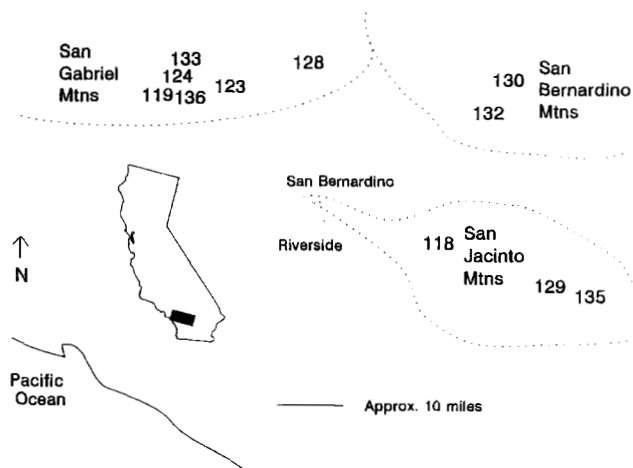 San
Gabriel
Mtns
133
124
119 136
123
128
130
132
San
Bernardino
Mtns
San Bernardino
Riverside
118
San
Jacinto
Mtns
129
135
N
Pacific
Ocean
Approx. 10 miles